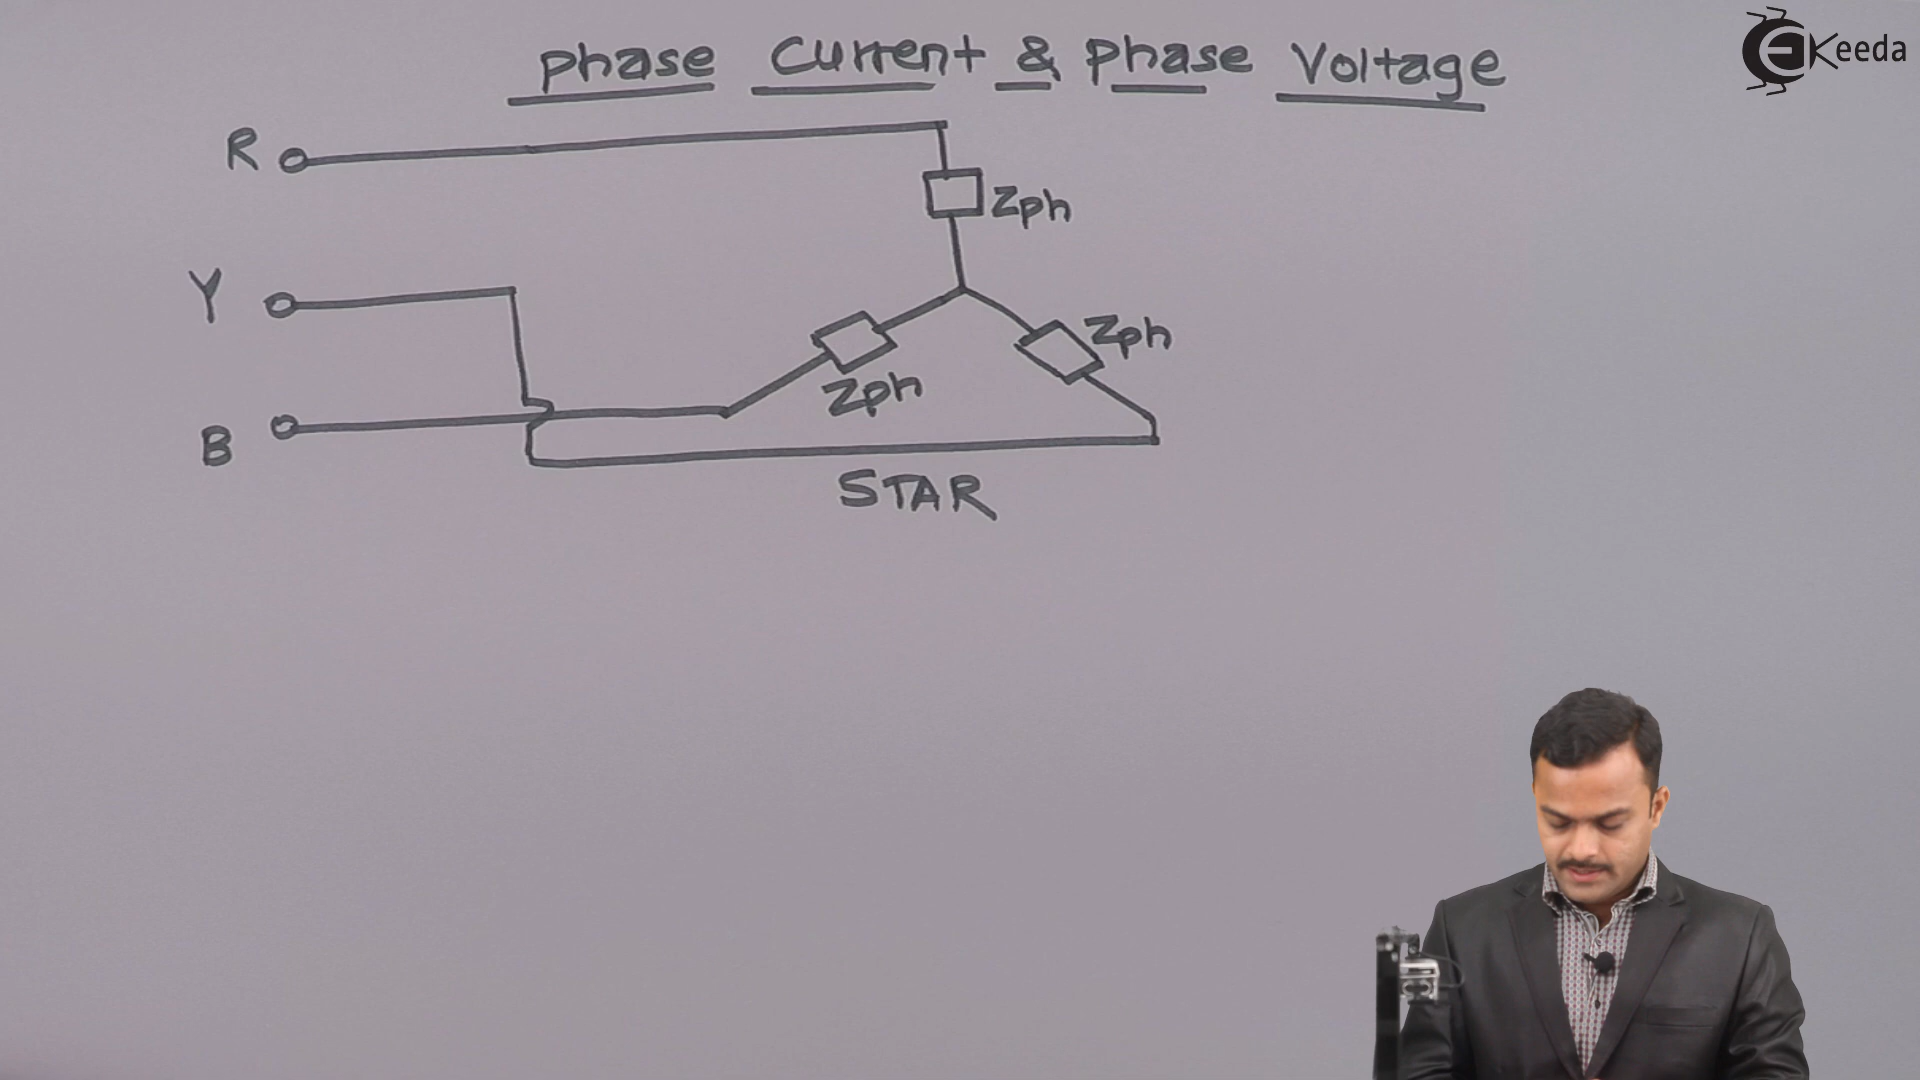 Phase Current & Phase Voltage
EKeeda
R
Zph
Y
Zph
Zph
B
STAR